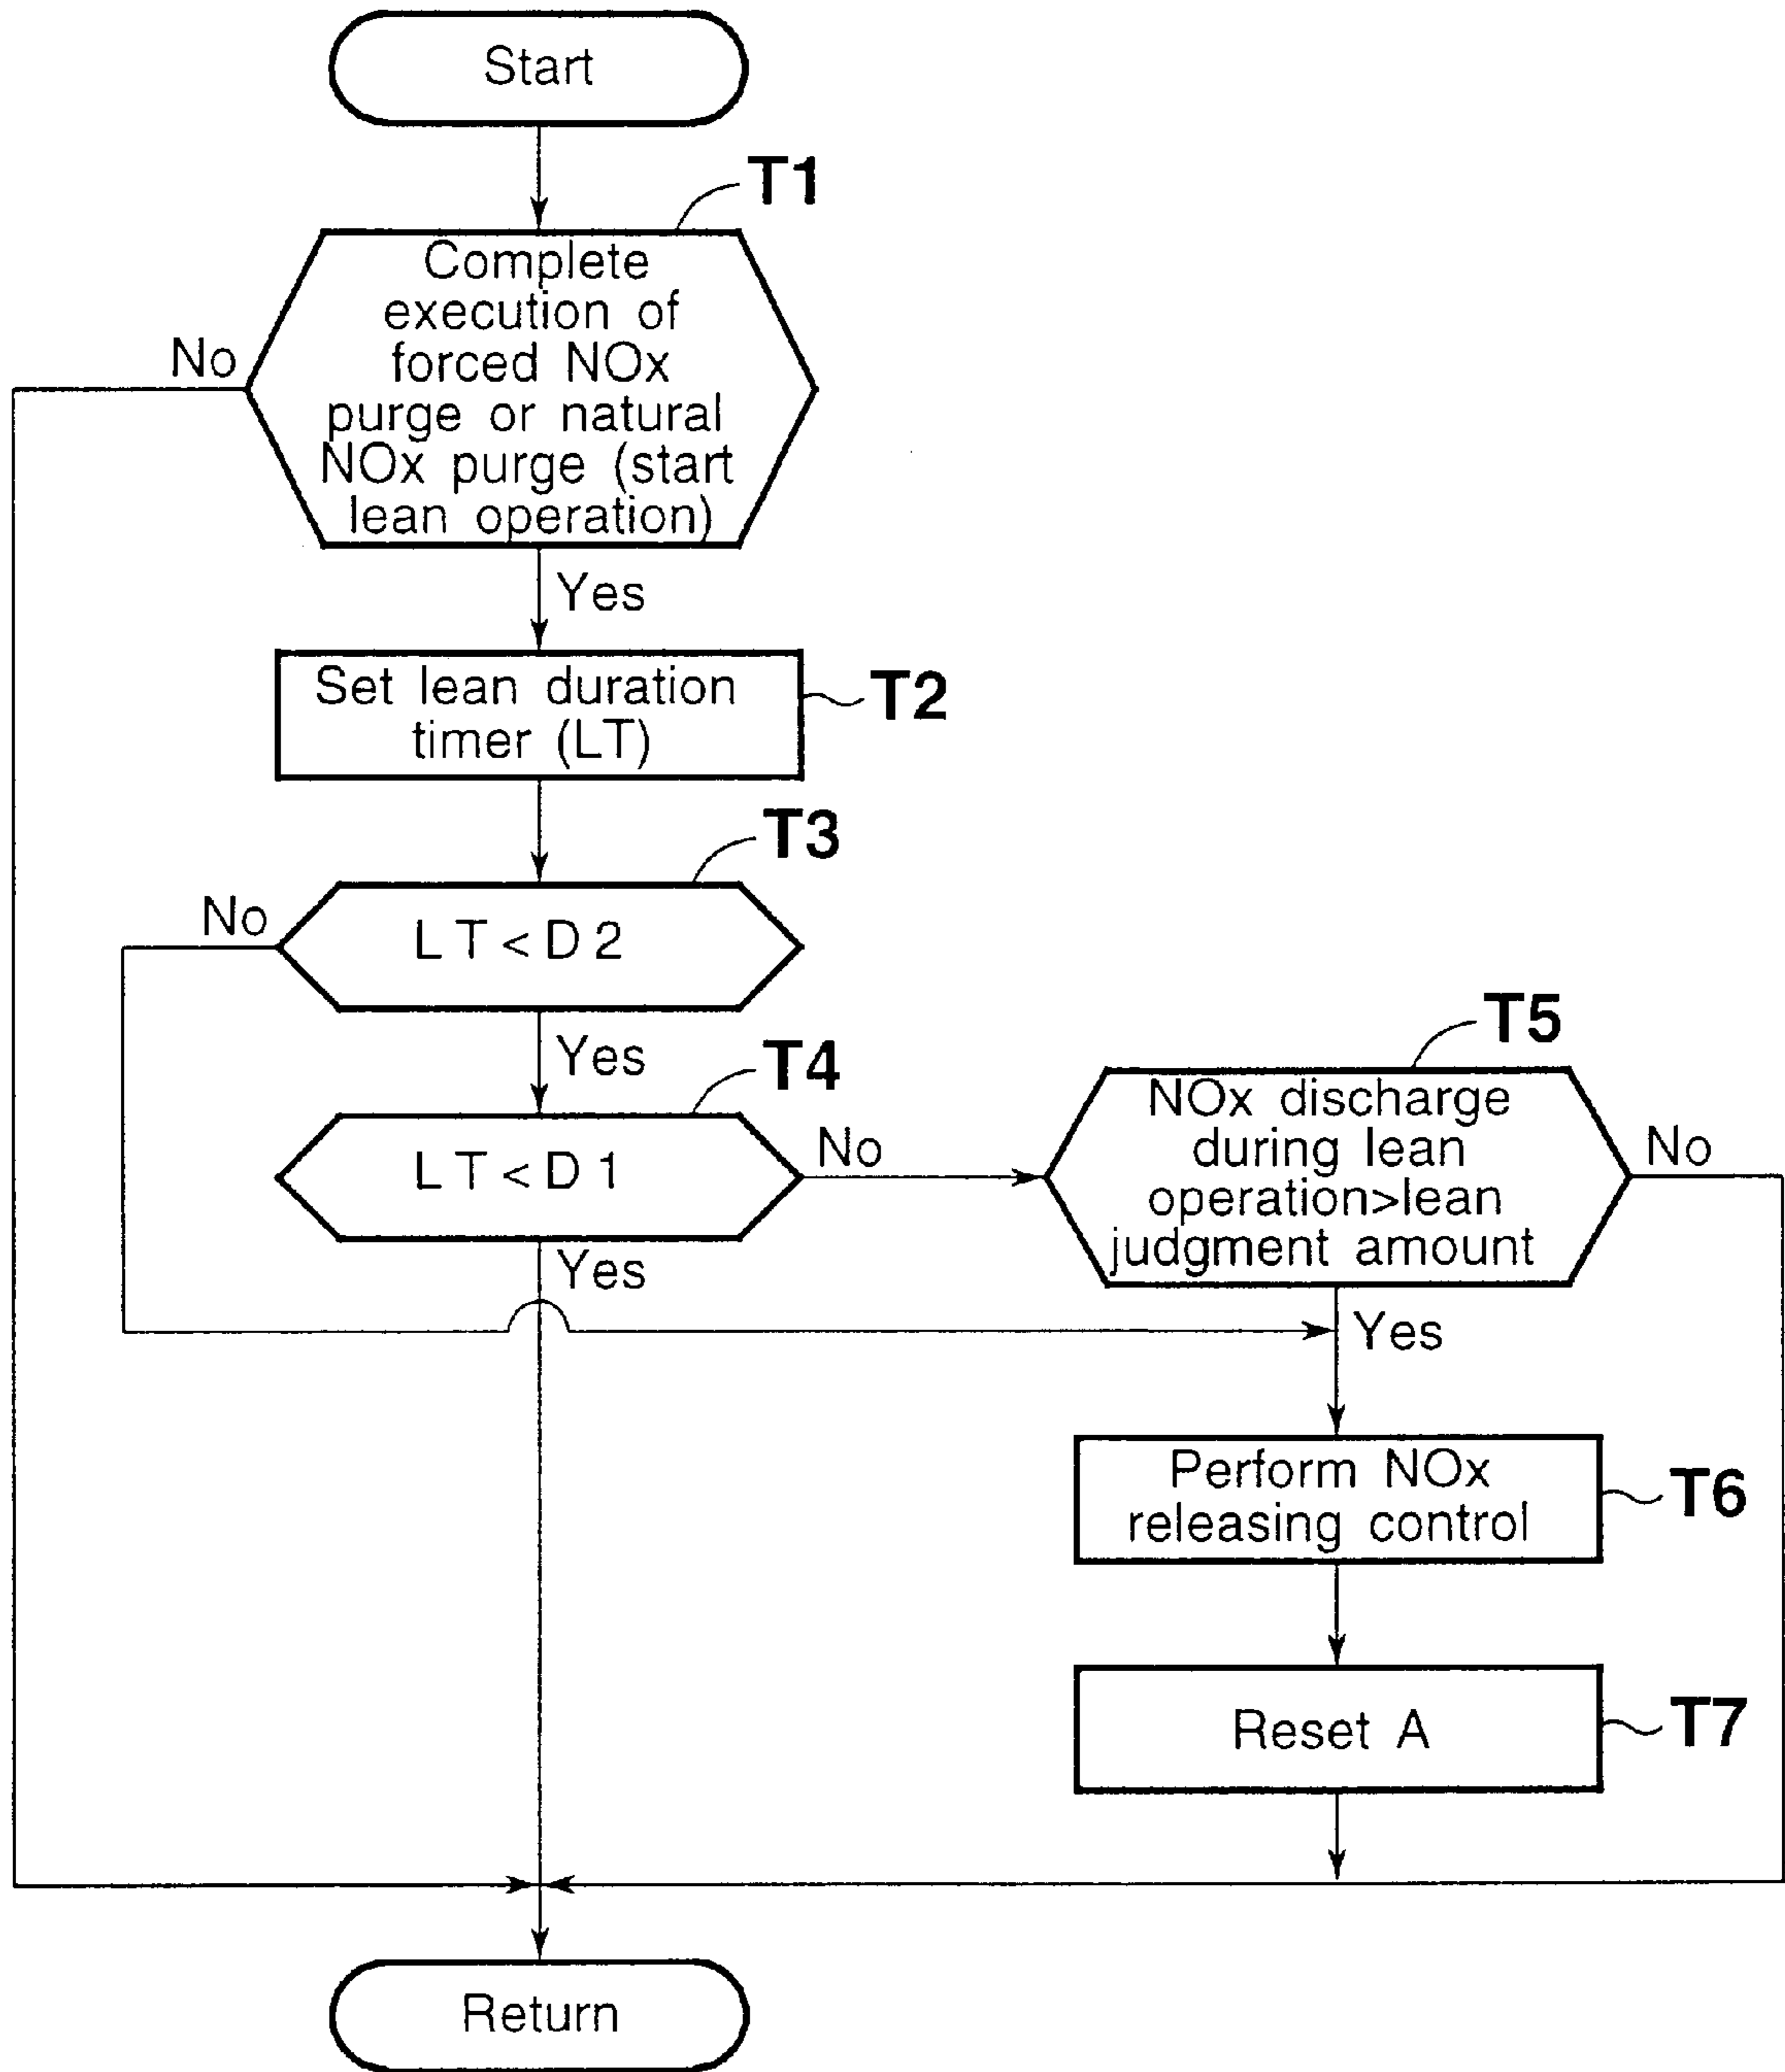 Start
T1
Complete
execution of
forced NOx
purge or natural
NOx purge (start
lean operation)
No
Yes
Set lean duration
timer (LT)
T2
T3
No
LT<D2
Yes
T4
LT<D1
No
Yes
T5
NOx discharge
during lean
operation>lean
judgment amount
No
Yes
Perform NOx
releasing control
T6
Reset A
T7
Return